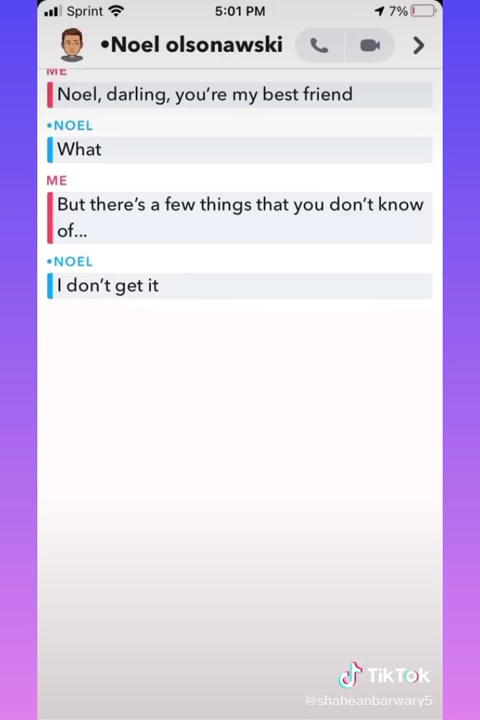 Sprint 5:01 PM 7%
•Noel olsonawski
ME
Noel, darling, you’re my best friend
•NOEL
What
ME
But there’s a few things that you don’t know
of...
•NOEL
I don’t get it
TikTok
@shaheanbarwary5